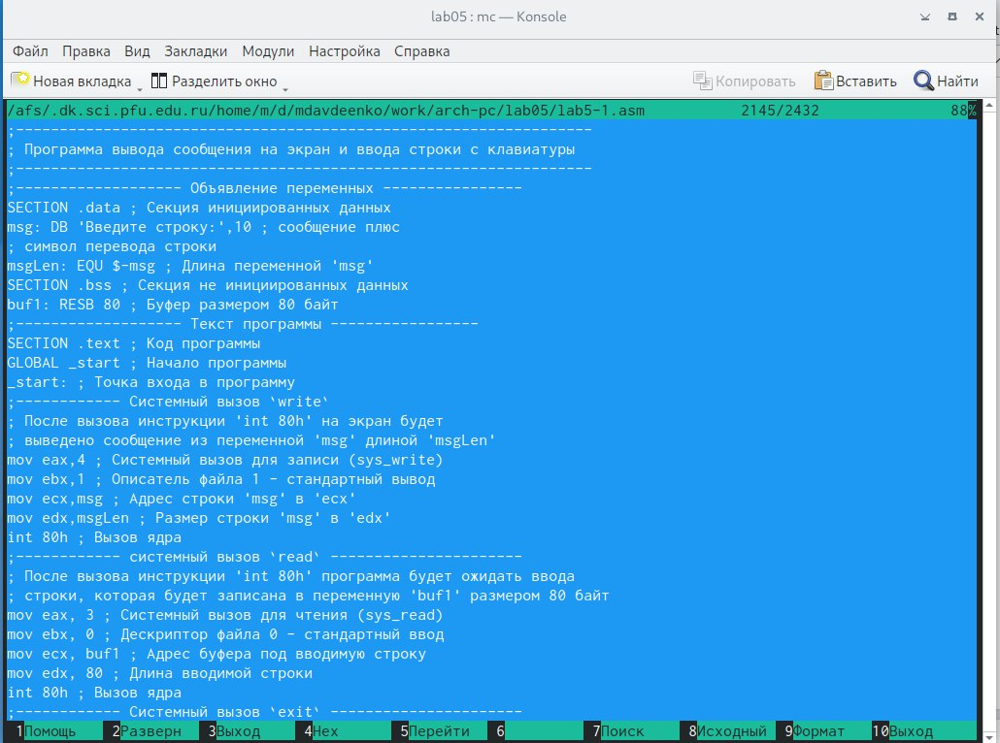 lab05 : mc — Konsole
Файл Правка Вид Закладки Модули Настройка Справка
Новая вкладка Разделить окно Копировать Вставить Найти
/afs/.dk.sci.pfu.edu.ru/home/m/d/mdavdeenko/work/arch-pc/lab05/lab5-1.asm 2145/2432 88%
;------------------------------------------------------------------
; Программа вывода сообщения на экран и ввода строки с клавиатуры
;------------------------------------------------------------------
;------------------- Объявление переменных ----------------
SECTION .data ; Секция инициированных данных
msg: DB 'Введите строку:',10 ; сообщение плюс
; символ перевода строки
msgLen: EQU $-msg ; Длина переменной 'msg'
SECTION .bss ; Секция не инициированных данных
buf1: RESB 80 ; Буфер размером 80 байт
;------------------- Текст программы -----------------
SECTION .text ; Код программы
GLOBAL _start ; Начало программы
_start: ; Точка входа в программу
;------------ Системный вызов `write`
; После вызова инструкции 'int 80h' на экран будет
; выведено сообщение из переменной 'msg' длиной 'msgLen'
mov eax,4 ; Системный вызов для записи (sys_write)
mov ebx,1 ; Описатель файла 1 - стандартный вывод
mov ecx,msg ; Адрес строки 'msg' в 'ecx'
mov edx,msgLen ; Размер строки 'msg' в 'edx'
int 80h ; Вызов ядра
;------------ системный вызов `read` ----------------------
; После вызова инструкции 'int 80h' программа будет ожидать ввода
; строки, которая будет записана в переменную 'buf1' размером 80 байт
mov eax, 3 ; Системный вызов для чтения (sys_read)
mov ebx, 0 ; Дескриптор файла 0 - стандартный ввод
mov ecx, buf1 ; Адрес буфера под вводимую строку
mov edx, 80 ; Длина вводимой строки
int 80h ; Вызов ядра
;------------ Системный вызов `exit` ----------------------
1Помощь 2Разверн 3Выход 4Hex 5Перейти 6 7Поиск 8Исходный 9Формат 10Выход